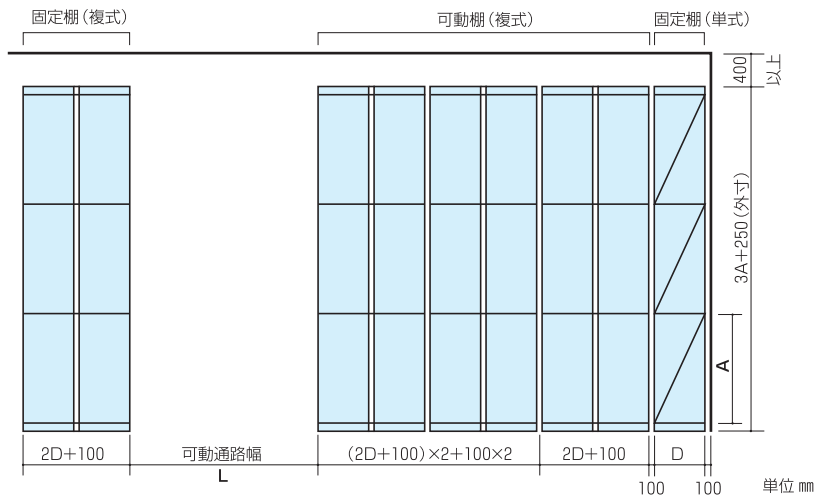 固定棚（複式）
可動棚（複式）
固定棚（単式）
400
以上
3A+250(外寸)
A
2D+100
可動通路幅
L
(2D+100)×2+100×2
2D+100
100
D
100
単位 ㎜